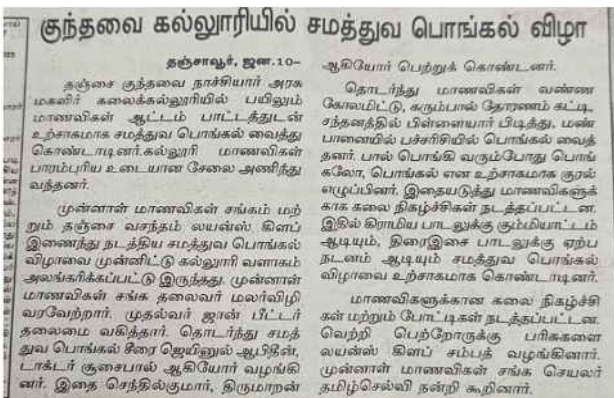 குந்தவை கல்லூரியில் சமத்துவ பொங்கல் விழா
தஞ்சாவூர், ஜன.10-
தஞ்சை குந்தவை நாச்சியார் அரசு
மகளிர் கலைக்கல்லூரியில் பயிலும்
மாணவிகள் ஆட்டம் பாட்டத்துடன்
உற்சாகமாக சமத்துவ பொங்கல் வைத்து
கொண்டாடினர்.கல்லூரி மாணவிகள்
பாரம்புரிய உடையான சேலை அணிந்து
வந்தனர்.
முன்னாள் மாணவிகள் சங்கம் மற்
றும் தஞ்சை வசந்தம் லயன்ஸ் கிளப்
இணைந்து நடத்திய சமத்துவ பொங்கல்
விழாவை முன்னிட்டு கல்லூரி வளாகம்
அலங்கரிக்கப்பட்டு இருந்தது. முன்னாள்
மாணவிகள் சங்க தலைவர் மலர்விழி
வரவேற்றார். முதல்வர் ஜான் பீட்டர்
தலைமை வகித்தார். தொடர்ந்து சமத்
துவ பொங்கல் சீரை ஜெயினுல் ஆபிதீன்,
டாக்டர் சூசைபால் ஆகியோர் வழங்கி
னர். இதை செந்தில்குமார், திருமாறன்
ஆகியோர் பெற்றுக் கொண்டனர்.
தொடர்ந்து மாணவிகள் வண்ண
கோலமிட்டு, கரும்பால் தோரணம் கட்டி,
சந்தனத்தில் பிள்ளையார் பிடித்து, மண்
பானையில் பச்சரிசியில் பொங்கல் வைத்
தனர். பால் பொங்கி வரும்போது பொங்
கலோ, பொங்கல் என உற்சாகமாக குரல்
எழுப்பினர். இதையடுத்து மாணவிகளுக்
காக கலை நிகழ்ச்சிகள் நடத்தப்பட்டன.
இதில் கிராமிய பாடலுக்கு கும்மியாட்டம்
ஆடியும், திரைஇசை பாடலுக்கு ஏற்ப
நடனம் ஆடியும் சமத்துவ பொங்கல்
விழாவை உற்சாகமாக கொண்டாடினர்.
மாணவிகளுக்கான கலை நிகழ்ச்சி
கள் மற்றும் போட்டிகள் நடத்தப்பட்டன.
வெற்றி பெற்றோருக்கு பரிசுகளை
லயன்ஸ் கிளப் சம்பத் வழங்கினார்.
முன்னாள் மாணவிகள் சங்க செயலர்
தமிழ்செல்வி நன்றி கூறினார்.